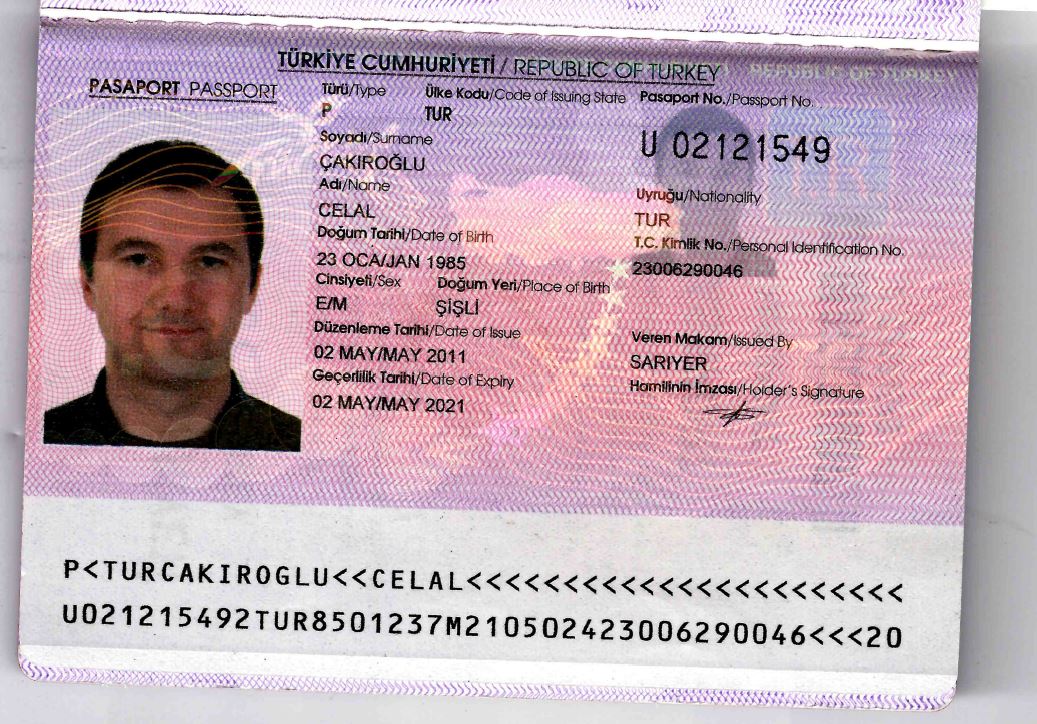 TÜRKİYE CUMHURİYETİ / REPUBLIC OF TURKEY
PASAPORT PASSPORT
Türü/Type Ülke Kodu/Code of Issuing State Pasaport No./Passport No.
P TUR
U 02121549
Soyadı/Surname
ÇAKIROĞLU
Adı/Name Uyruğu/Nationality
CELAL TUR
Doğum Tarihi/Date of Birth T.C. Kimlik No./Personal Identification No.
23 OCA/JAN 1985 23006290046
Cinsiyeti/Sex Doğum Yeri/Place of Birth
E/M ŞİŞLİ
Düzenleme Tarihi/Date of Issue Veren Makam/Issued By
02 MAY/MAY 2011 SARIYER
Geçerlilik Tarihi/Date of Expiry Hamilinin İmzası/Holder's Signature
02 MAY/MAY 2021
P<TURCAKIROGLU<<CELAL<<<<<<<<<<<<<<<<<<<<<<<
U021215492TUR8501237M210502423006290046<<<20